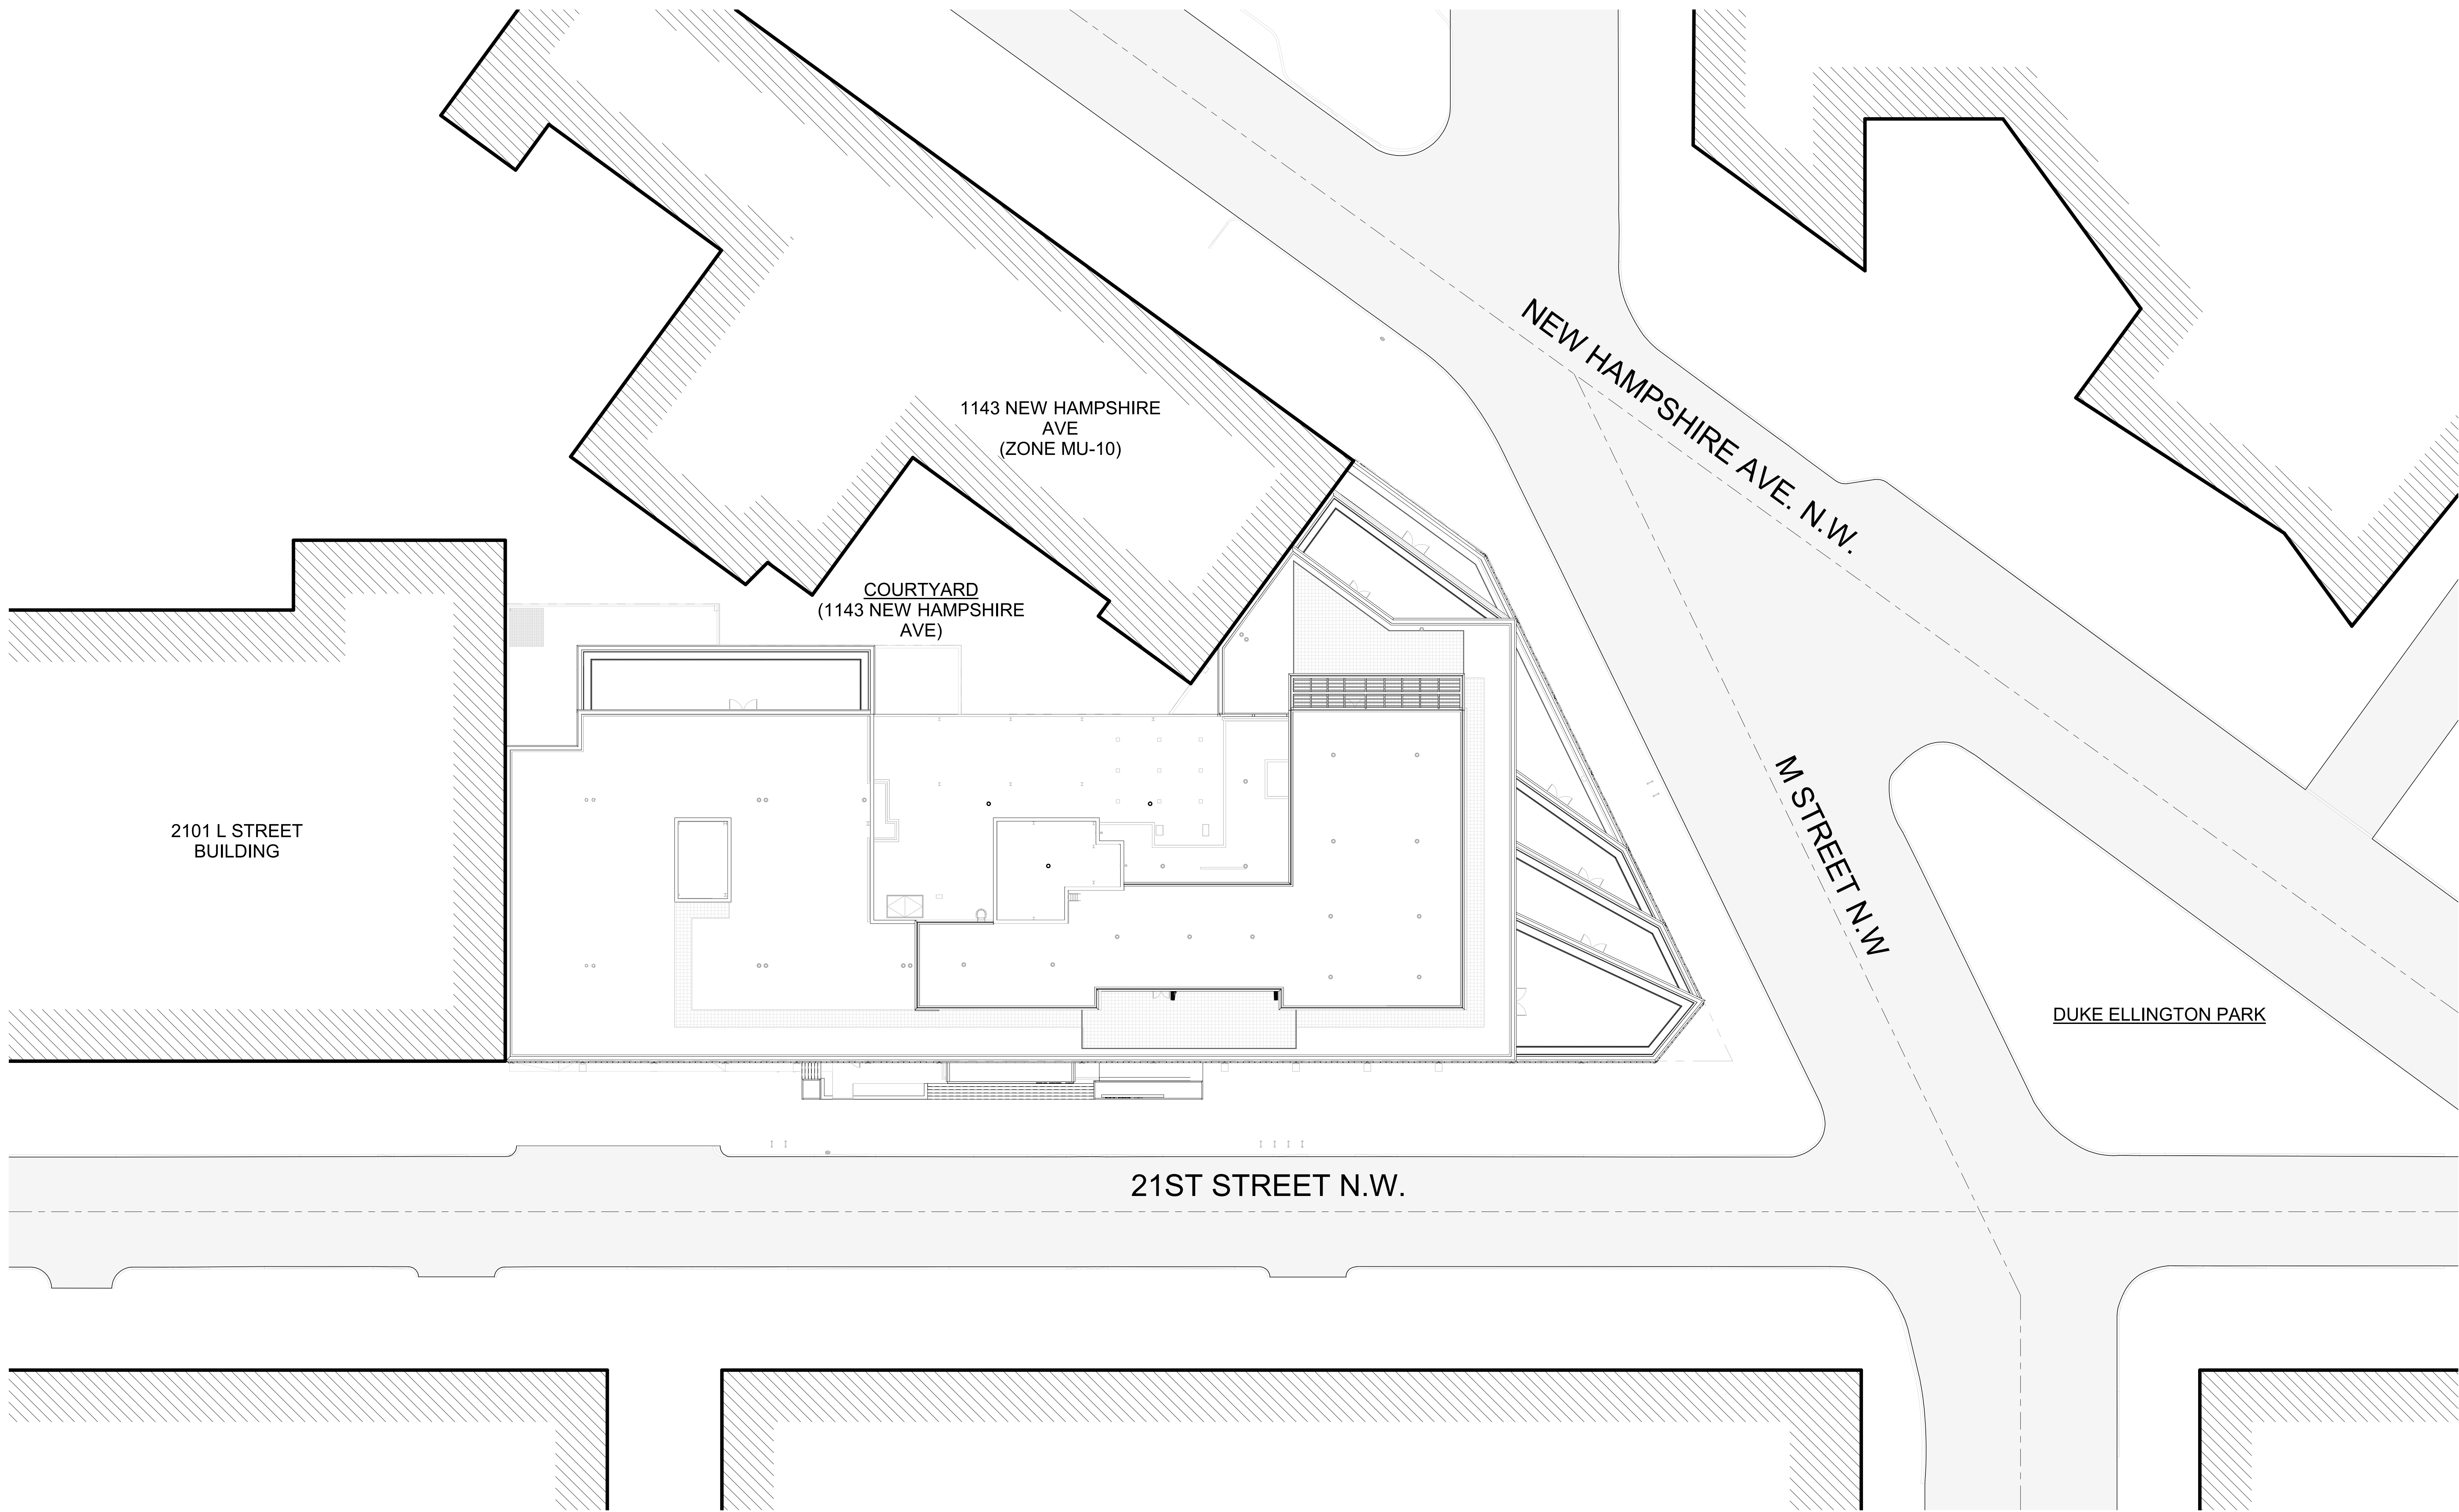 NEW HAMPSHIRE AVE. N.W.
1143 NEW HAMPSHIRE
AVE
(ZONE MU-10)
COURTYARD
(1143 NEW HAMPSHIRE
AVE)
2101 L STREET
BUILDING
M STREET N.W
DUKE ELLINGTON PARK
21ST STREET N.W.